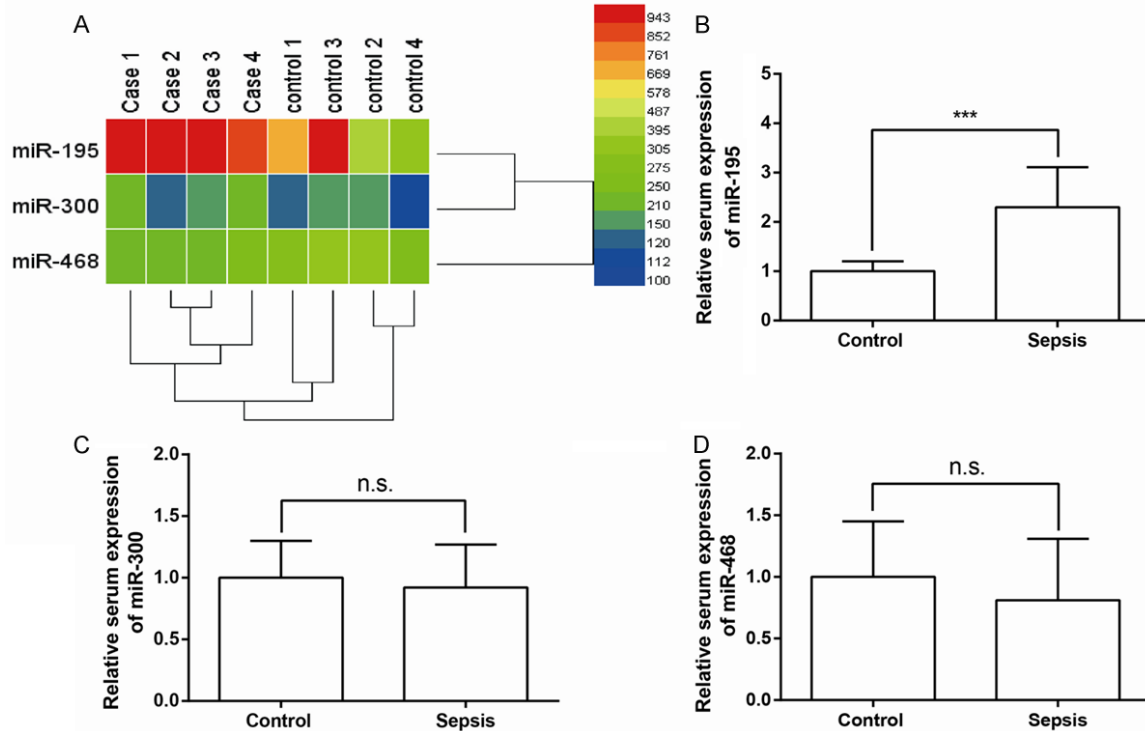 A
Case 1
Case 2
Case 3
Case 4
control 1
control 3
control 2
control 4
miR-195
miR-300
miR-468
943
852
761
669
578
487
395
305
275
250
210
150
120
112
100
B
Relative serum expression
of miR-195
5
4
3
2
1
0
***
Control
Sepsis
C
Relative serum expression
of miR-300
2.0
1.5
1.0
0.5
0.0
n.s.
Control
Sepsis
D
Relative serum expression
of miR-468
2.0
1.5
1.0
0.5
0.0
n.s.
Control
Sepsis